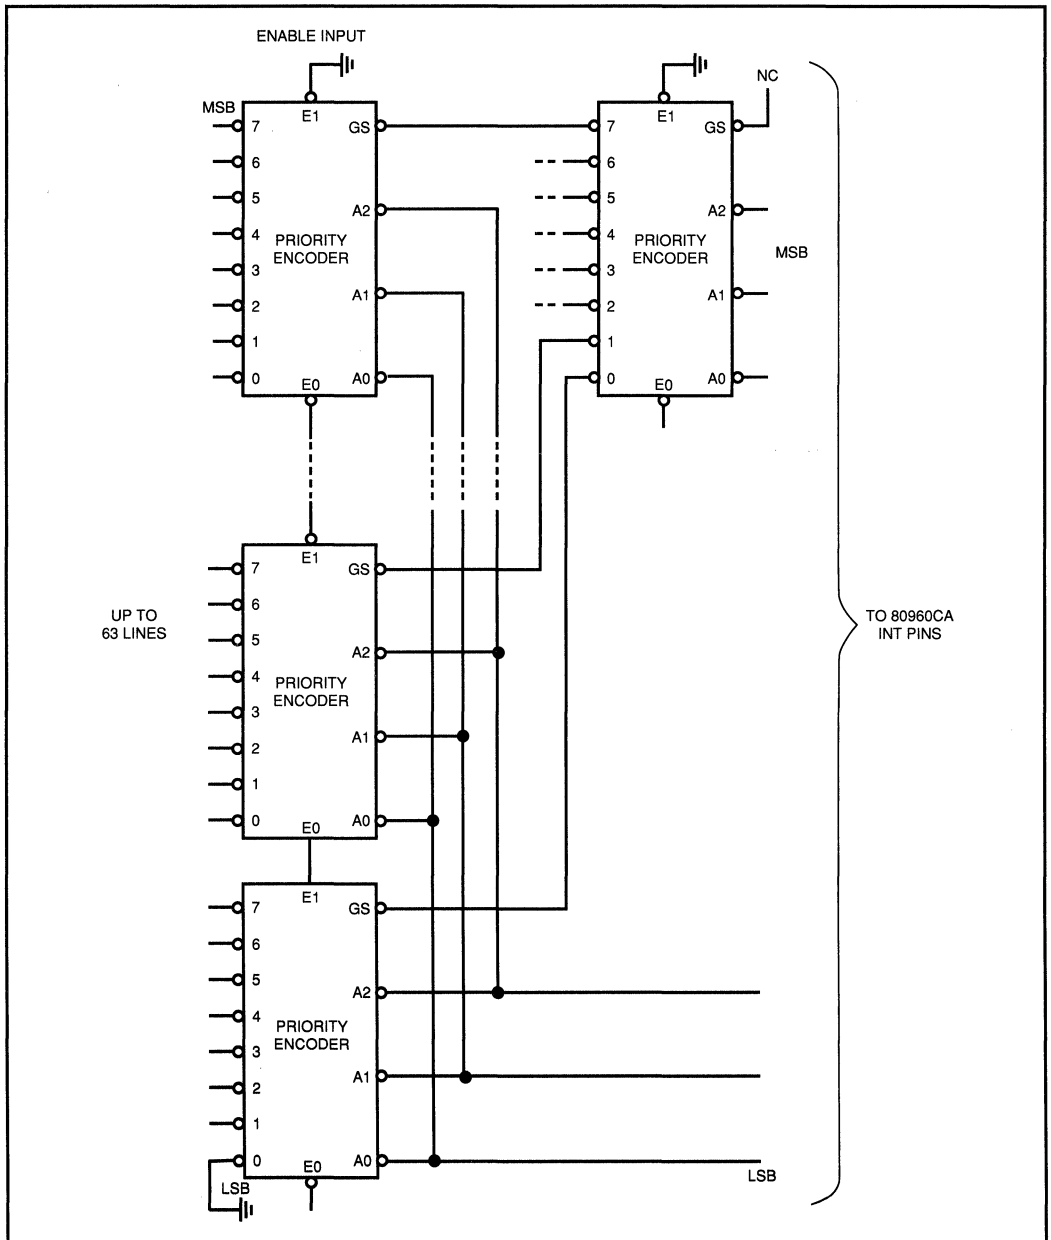 ENABLE INPUT
NC
MSB
E1
E1
7
GS
7
GS
6
6
5
5
A2
A2
4
PRIORITY
ENCODER
4
PRIORITY
ENCODER
MSB
3
3
A1
A1
2
2
1
1
0
E0
A0
0
E0
A0
E1
7
GS
6
UP TO
63 LINES
TO 80960CA
INT PINS
5
A2
4
PRIORITY
ENCODER
3
A1
2
1
0
E0
A0
E1
7
GS
6
5
A2
4
PRIORITY
ENCODER
3
A1
2
1
0
E0
A0
LSB
LSB